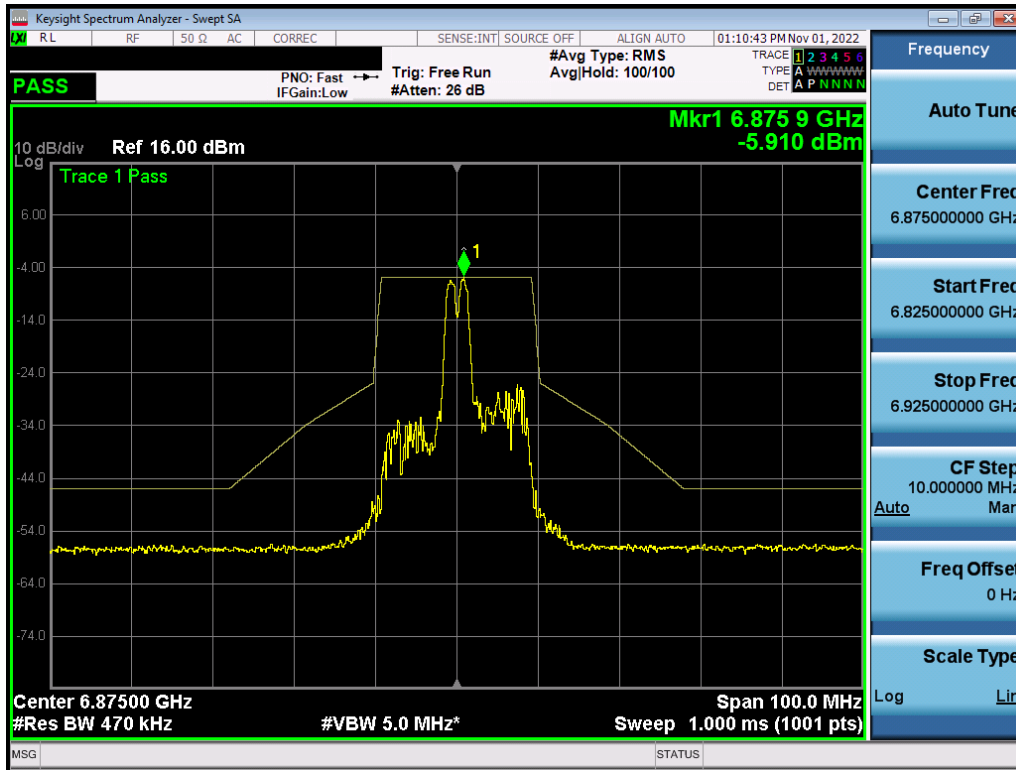 Keysight Spectrum Analyzer - Swept SA
LXI RL RF 50 Ω AC CORREC SENSE:INT SOURCE OFF ALIGN AUTO 01:10:43 PM Nov 01, 2022
PASS
PNO: Fast
IFGain:Low
Trig: Free Run
#Atten: 26 dB
#Avg Type: RMS
Avg|Hold: 100/100
TRACE 1 2 3 4 5 6
TYPE A WWWWW
DET A P N N N N
Mkr1 6.875 9 GHz
-5.910 dBm
10 dB/div Ref 16.00 dBm
Log
Trace 1 Pass
1
6.00
-4.00
-14.0
-24.0
-34.0
-44.0
-54.0
-64.0
-74.0
Center 6.87500 GHz Span 100.0 MHz
#Res BW 470 kHz #VBW 5.0 MHz* Sweep 1.000 ms (1001 pts)
MSG STATUS
Frequency
Auto Tune
Center Freq
6.875000000 GHz
Start Freq
6.825000000 GHz
Stop Freq
6.925000000 GHz
CF Step
10.000000 MHz
Auto Man
Freq Offset
0 Hz
Scale Type
Log Lin